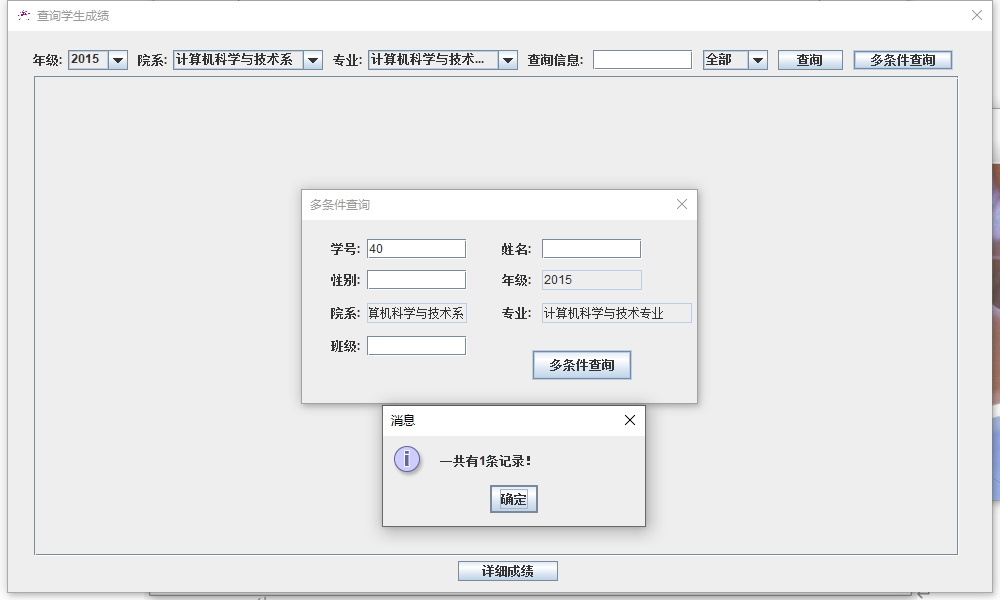 查询学生成绩
年级: 2015 院系: 计算机科学与技术系 专业: 计算机科学与技术... 查询信息: 全部 查询 多条件查询
多条件查询
学号: 40 姓名:
性别: 年级: 2015
院系: 算机科学与技术系 专业: 计算机科学与技术专业
班级:
多条件查询
消息
一共有1条记录!
确定
详细成绩